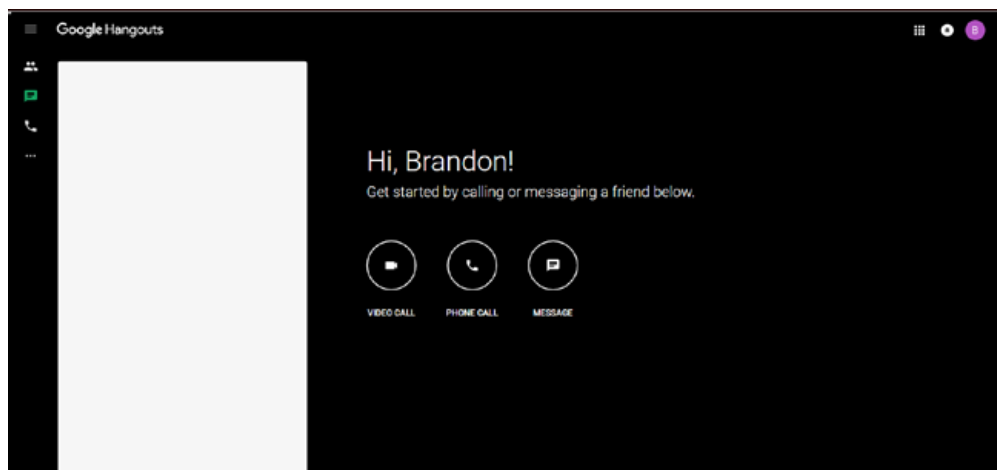 Google Hangouts
B
Hi, Brandon!
Get started by calling or messaging a friend below.
VIDEO CALL PHONE CALL MESSAGE